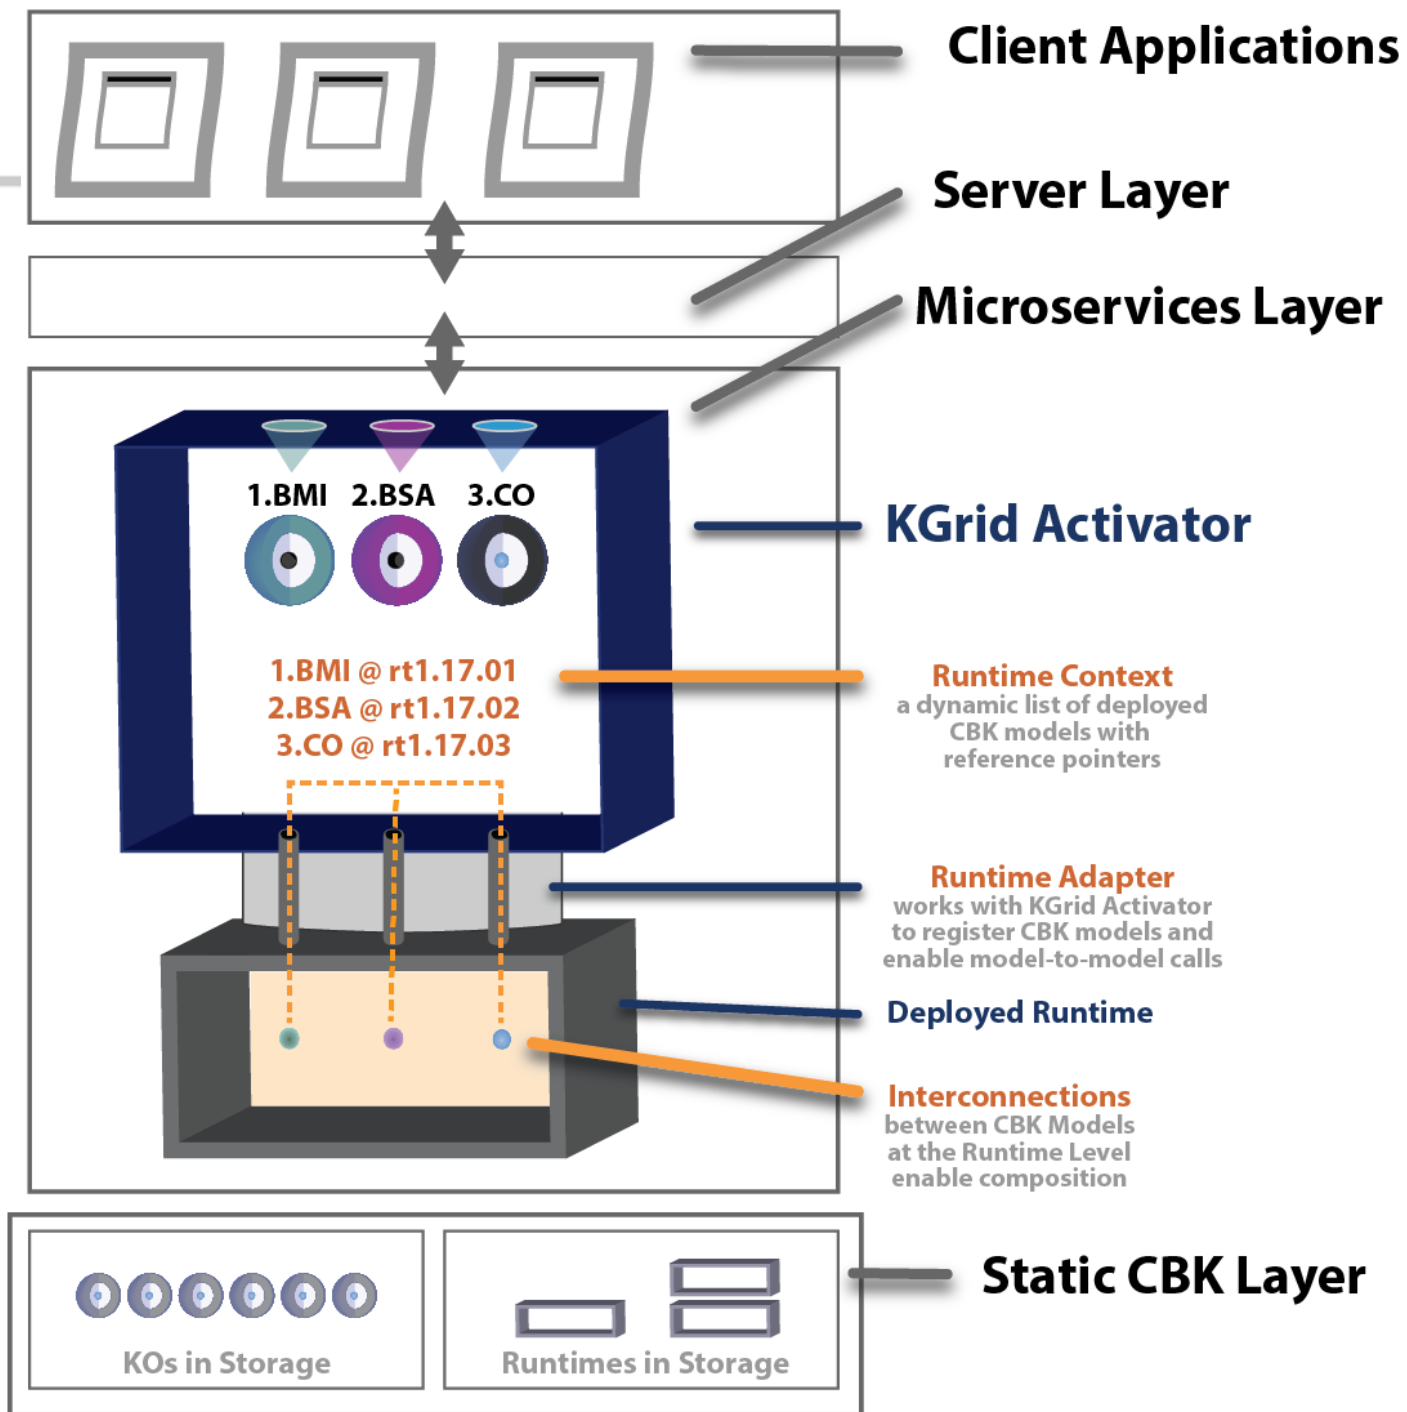 Client Applications
Server Layer
Microservices Layer
1.BMI 2.BSA 3.CO
KGrid Activator
1.BMI @ rt1.17.01
2.BSA @ rt1.17.02
3.CO @ rt1.17.03
Runtime Context
a dynamic list of deployed
CBK models with
reference pointers
Runtime Adapter
works with KGrid Activator
to register CBK models and
enable model-to-model calls
Deployed Runtime
Interconnections
between CBK Models
at the Runtime Level
enable composition
Static CBK Layer
KOs in Storage
Runtimes in Storage